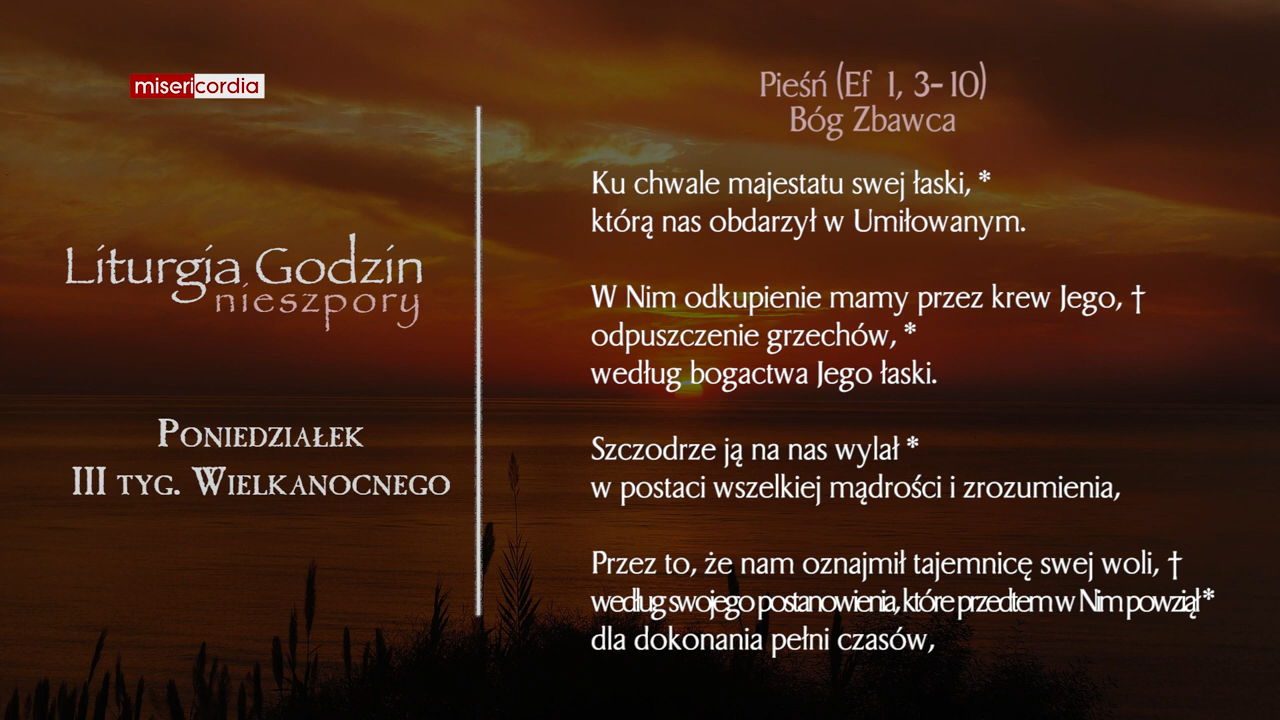 misericordia
Liturgia Godzin
nieszpory
Poniedziałek
III tyg. Wielkanocnego
Pieśń (Ef 1, 3-10)
Bóg Zbawca
Ku chwale majestatu swej łaski, *
którą nas obdarzył w Umiłowanym.
W Nim odkupienie mamy przez krew Jego, †
odpuszczenie grzechów, *
według bogactwa Jego łaski.
Szczodrze ją na nas wylał *
w postaci wszelkiej mądrości i zrozumienia,
Przez to, że nam oznajmił tajemnicę swej woli, †
według swojego postanowienia, które przedtem w Nim powziął *
dla dokonania pełni czasów,